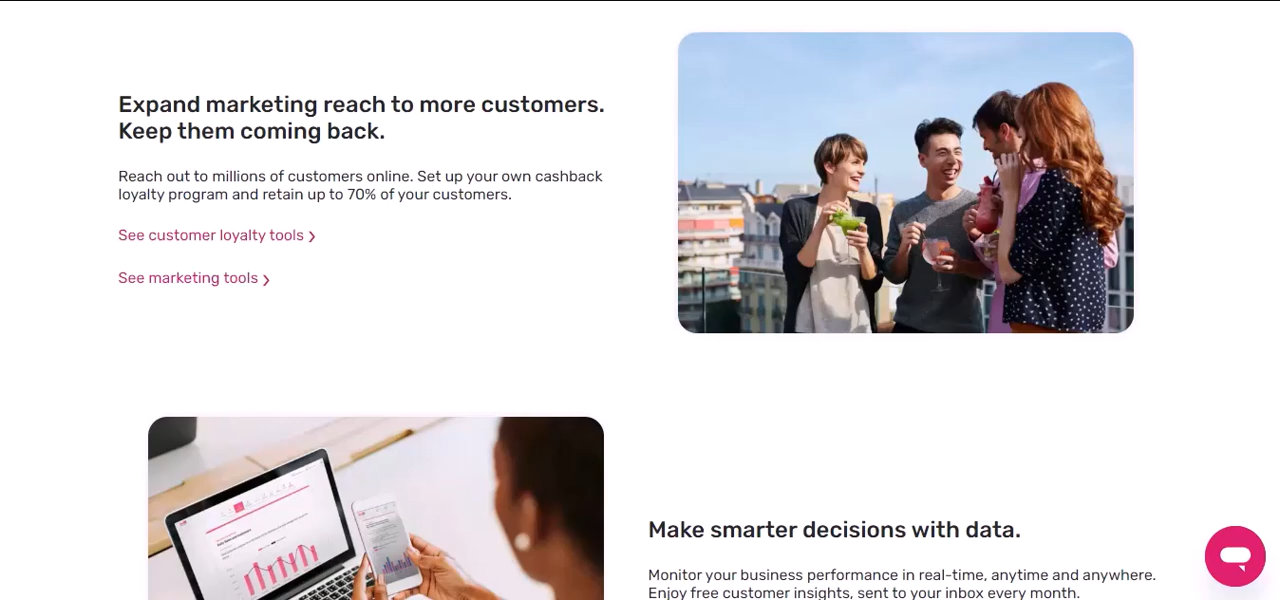 Expand marketing reach to more customers.
Keep them coming back.
Reach out to millions of customers online. Set up your own cashback
loyalty program and retain up to 70% of your customers.
See customer loyalty tools
See marketing tools
Make smarter decisions with data.
Monitor your business performance in real-time, anytime and anywhere.
Enjoy free customer insights, sent to your inbox every month.